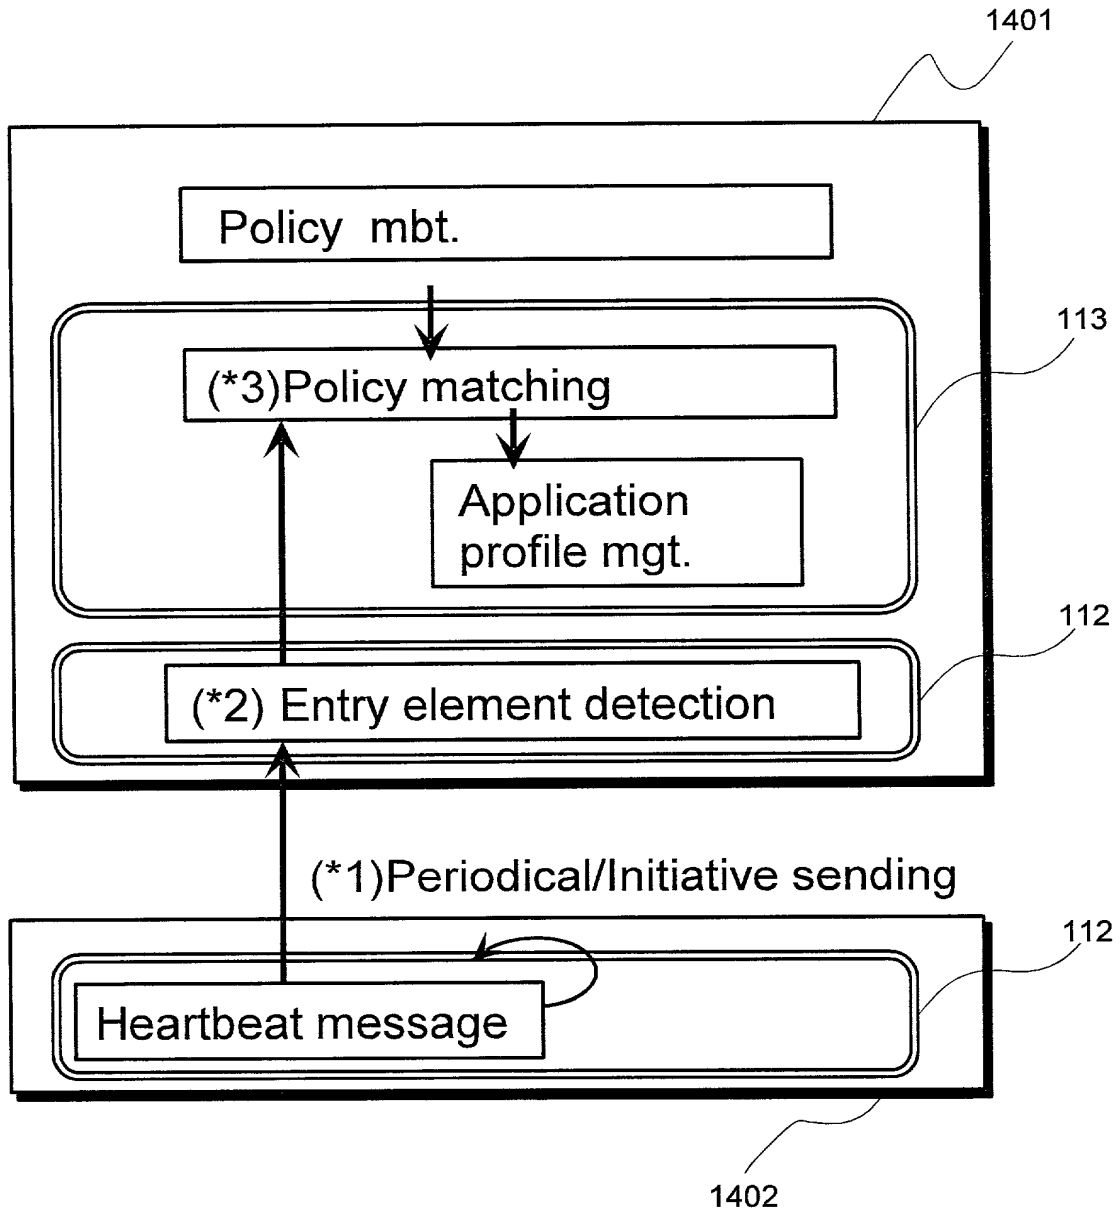 1401
Policy mbt.
113
(*3)Policy matching
Application
profile mgt.
112
(*2) Entry element detection
(*1)Periodical/Initiative sending
112
Heartbeat message
1402